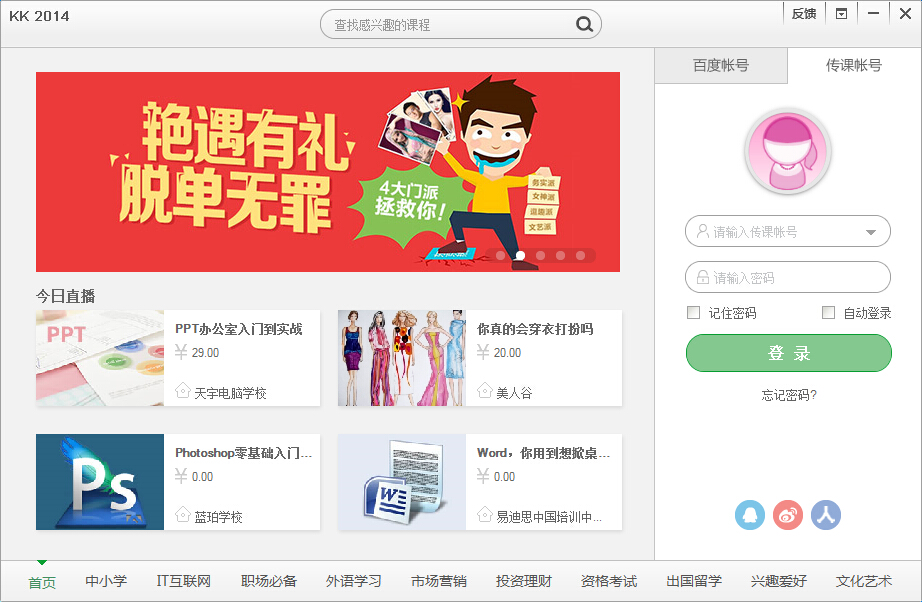 KK 2014
查找感兴趣的课程
反馈
百度帐号
传课帐号
艳遇有礼
脱单无罪
4大门派
拯救你!
务实派
女神派
逗趣派
文艺派
请输入传课帐号
请输入密码
记住密码
自动登录
登 录
忘记密码?
今日直播
PPT
PPT办公室入门到实战
¥ 29.00
天宇电脑学校
你真的会穿衣打扮吗
¥ 20.00
美人谷
Ps
Photoshop零基础入门...
¥ 0.00
蓝珀学校
W
Word，你用到想掀桌...
¥ 0.00
易迪思中国培训中...
首页
中小学
IT互联网
职场必备
外语学习
市场营销
投资理财
资格考试
出国留学
兴趣爱好
文化艺术